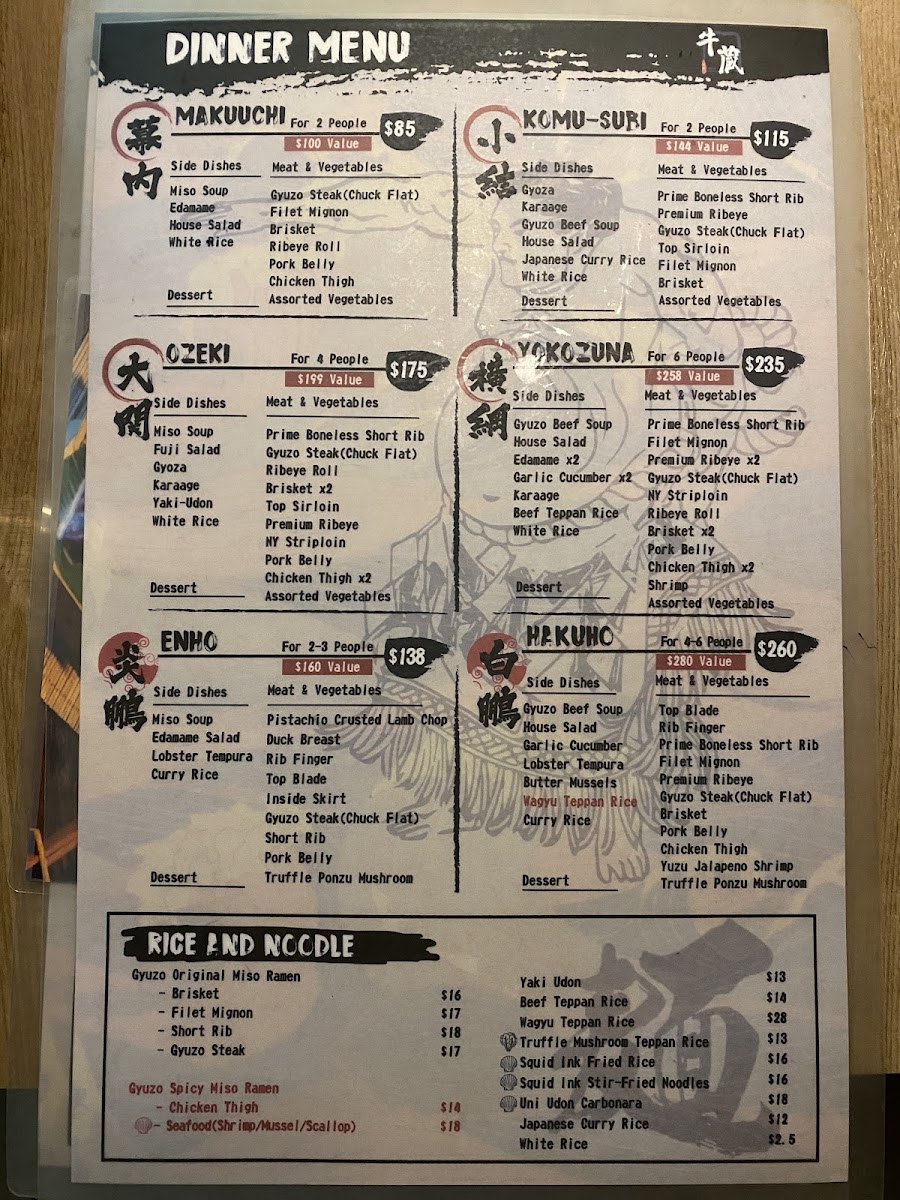 DINNER MENU
牛藏
幕内
MAKUUCHI For 2 People $85
$100 Value
Side Dishes
Miso Soup
Edamame
House Salad
White Rice
Dessert
Meat & Vegetables
Gyuzo Steak(Chuck Flat)
Filet Mignon
Brisket
Ribeye Roll
Pork Belly
Chicken Thigh
Assorted Vegetables
小結
KOMU-SUBI For 2 People $115
$144 Value
Side Dishes
Gyoza
Karaage
Gyuzo Beef Soup
House Salad
Japanese Curry Rice
White Rice
Dessert
Meat & Vegetables
Prime Boneless Short Rib
Premium Ribeye
Gyuzo Steak(Chuck Flat)
Top Sirloin
Filet Mignon
Brisket
Assorted Vegetables
大関
OZEKI For 4 People $175
$199 Value
Side Dishes
Miso Soup
Fuji Salad
Gyoza
Karaage
Yaki-Udon
White Rice
Dessert
Meat & Vegetables
Prime Boneless Short Rib
Gyuzo Steak(Chuck Flat)
Ribeye Roll
Brisket x2
Top Sirloin
Premium Ribeye
NY Striploin
Pork Belly
Chicken Thigh x2
Assorted Vegetables
横綱
YOKOZUNA For 6 People $235
$258 Value
Side Dishes
Gyuzo Beef Soup
House Salad
Edamame x2
Garlic Cucumber x2
Karaage
Beef Teppan Rice
White Rice
Dessert
Meat & Vegetables
Prime Boneless Short Rib
Filet Mignon
Premium Ribeye x2
Gyuzo Steak(Chuck Flat)
NY Striploin
Ribeye Roll
Brisket x2
Pork Belly
Chicken Thigh x2
Shrimp
Assorted Vegetables
炎鵬
ENHO For 2-3 People $138
$160 Value
Side Dishes
Miso Soup
Edamame Salad
Lobster Tempura
Curry Rice
Dessert
Meat & Vegetables
Pistachio Crusted Lamb Chop
Duck Breast
Rib Finger
Top Blade
Inside Skirt
Gyuzo Steak(Chuck Flat)
Short Rib
Pork Belly
Truffle Ponzu Mushroom
白鵬
HAKUHO For 4-6 People $260
$280 Value
Side Dishes
Gyuzo Beef Soup
House Salad
Garlic Cucumber
Lobster Tempura
Butter Mussels
Wagyu Teppan Rice
Curry Rice
Dessert
Meat & Vegetables
Top Blade
Rib Finger
Prime Boneless Short Rib
Filet Mignon
Premium Ribeye
Gyuzo Steak(Chuck Flat)
Brisket
Pork Belly
Chicken Thigh
Yuzu Jalapeno Shrimp
Truffle Ponzu Mushroom
RICE AND NOODLE
Gyuzo Original Miso Ramen
- Brisket $16
- Filet Mignon $17
- Short Rib $18
- Gyuzo Steak $17
Gyuzo Spicy Miso Ramen
- Chicken Thigh $14
- Seafood(Shrimp/Mussel/Scallop) $18
Yaki Udon $13
Beef Teppan Rice $14
Wagyu Teppan Rice $28
Truffle Mushroom Teppan Rice $13
Squid Ink Fried Rice $16
Squid Ink Stir-Fried Noodles $16
Uni Udon Carbonara $18
Japanese Curry Rice $12
White Rice $2.5